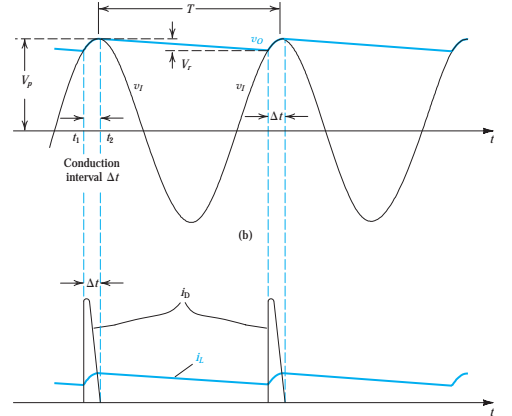 T
v_O
V_r
V_p
v_I
v_I
Δt
t_1
t_2
t
Conduction
interval Δt
(b)
Δt
i_D
i_L
t